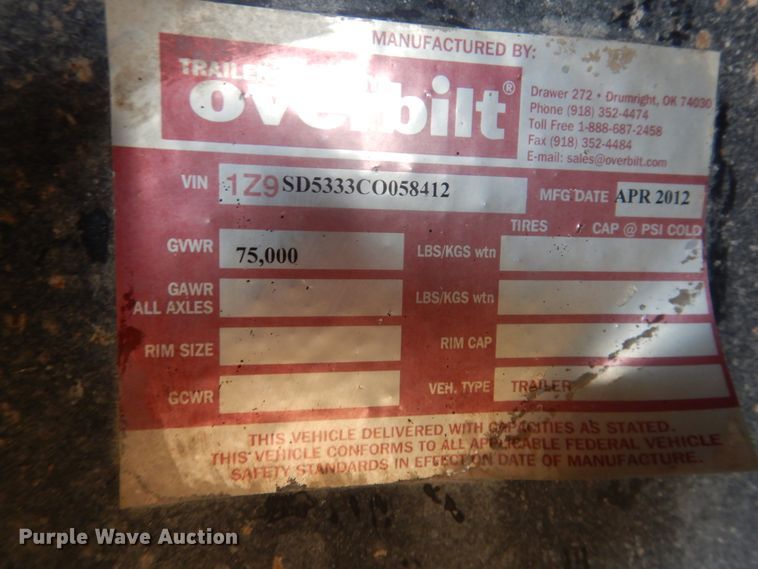 MANUFACTURED BY:
TRAILER
overbilt®
Drawer 272 • Drumright, OK 74030
Phone (918) 352-4474
Toll Free 1-888-687-2458
Fax (918) 352-4484
E-mail: sales@overbilt.com
VIN 1Z9SD5333CO058412 MFG DATE APR 2012
TIRES CAP @ PSI COLD
GVWR 75,000 LBS/KGS wtn
GAWR
ALL AXLES LBS/KGS wtn
RIM SIZE RIM CAP
GCWR VEH. TYPE TRAILER
THIS VEHICLE DELIVERED WITH CAPACITIES AS STATED.
THIS VEHICLE CONFORMS TO ALL APPLICABLE FEDERAL VEHICLE
SAFETY STANDARDS IN EFFECT ON DATE OF MANUFACTURE.
Purple Wave Auction